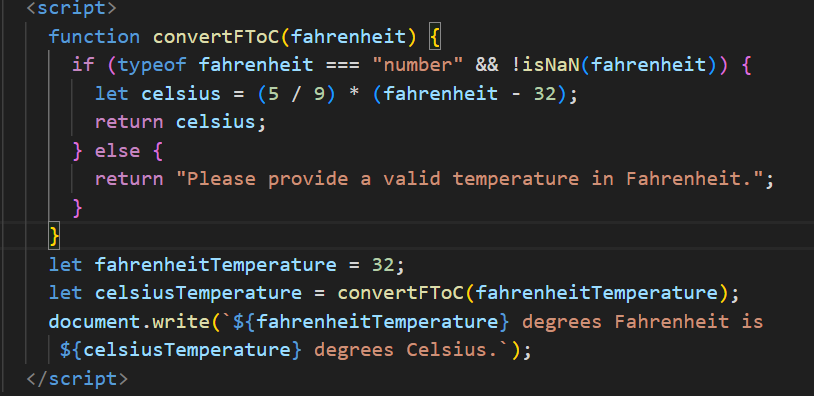 <script>
function convertFToC(fahrenheit) {
if (typeof fahrenheit === "number" && !isNaN(fahrenheit)) {
let celsius = (5 / 9) * (fahrenheit - 32);
return celsius;
} else {
return "Please provide a valid temperature in Fahrenheit.";
}
}
let fahrenheitTemperature = 32;
let celsiusTemperature = convertFToC(fahrenheitTemperature);
document.write(`${fahrenheitTemperature} degrees Fahrenheit is
${celsiusTemperature} degrees Celsius.`);
</script>